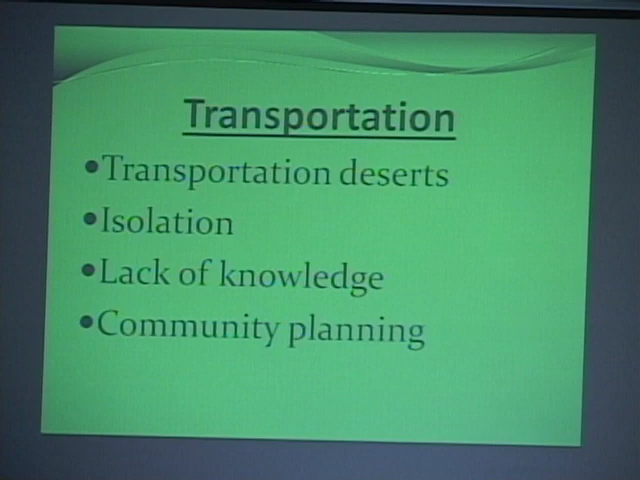 Transportation
•Transportation deserts
•Isolation
•Lack of knowledge
•Community planning